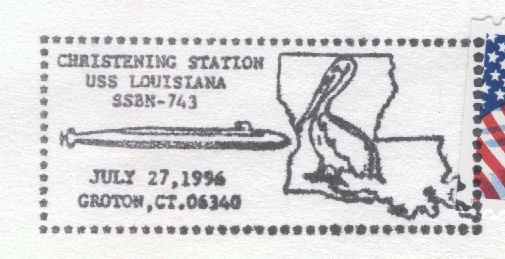 CHRISTENING STATION
USS LOUISIANA
SSBN-743
JULY 27,1996
GROTON,CT.06340